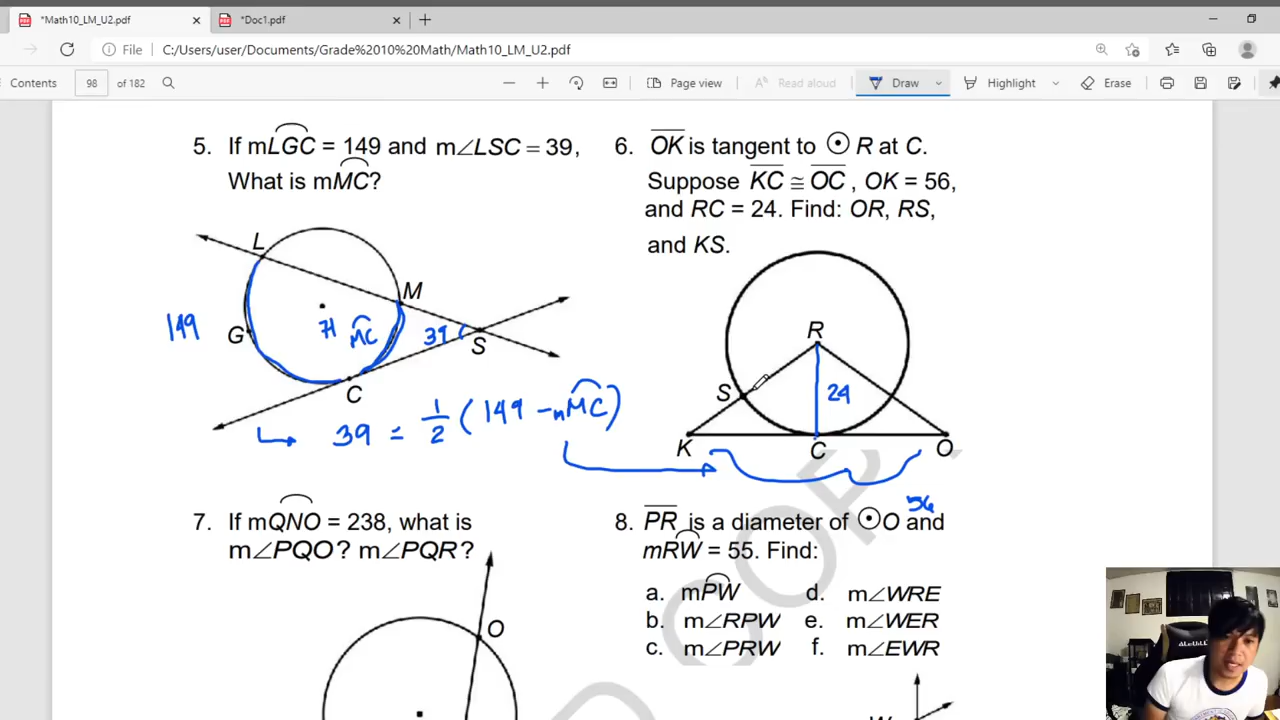 *Math10_LM_U2.pdf
*Doc1.pdf
File C:/Users/user/Documents/Grade%2010%20Math/Math10_LM_U2.pdf
Contents 98 of 182 Page view Read aloud Draw Highlight Erase
5. If mLGC = 149 and m∠LSC = 39,
What is mMC?
L
M
G
S
C
149
71 MC 39
39 = 1/2 (149 - mMC)
6. OK is tangent to ⊙ R at C.
Suppose KC ≅ OC, OK = 56,
and RC = 24. Find: OR, RS,
and KS.
R
S
24
K C O
56
7. If mQNO = 238, what is
m∠PQO? m∠PQR?
O
8. PR is a diameter of ⊙O and
mRW = 55. Find:
a. mPW d. m∠WRE
b. m∠RPW e. m∠WER
c. m∠PRW f. m∠EWR
W
COP